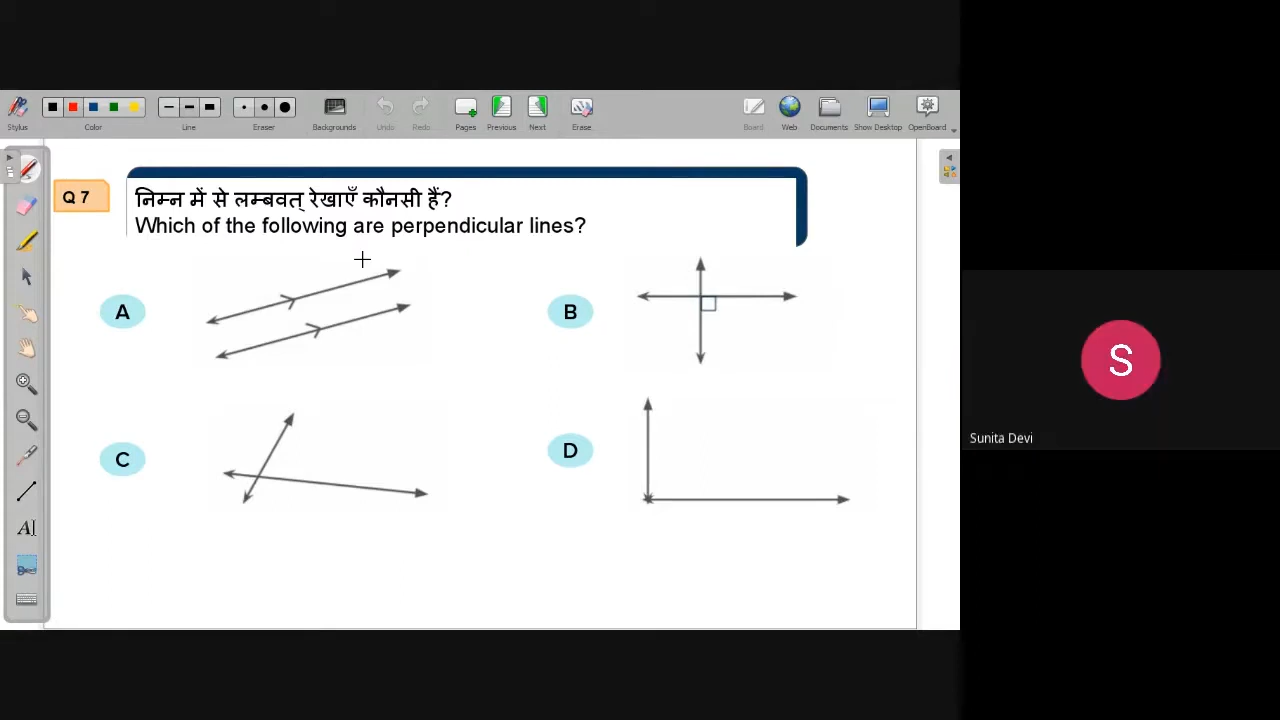 Stylus Color Line Eraser Backgrounds Undo Redo Pages Previous Next Erase Board Web Documents Show Desktop OpenBoard
Q 7
निम्न में से लम्बवत् रेखाएँ कौनसी हैं?
Which of the following are perpendicular lines?
A
B
C
D
AI
S
Sunita Devi